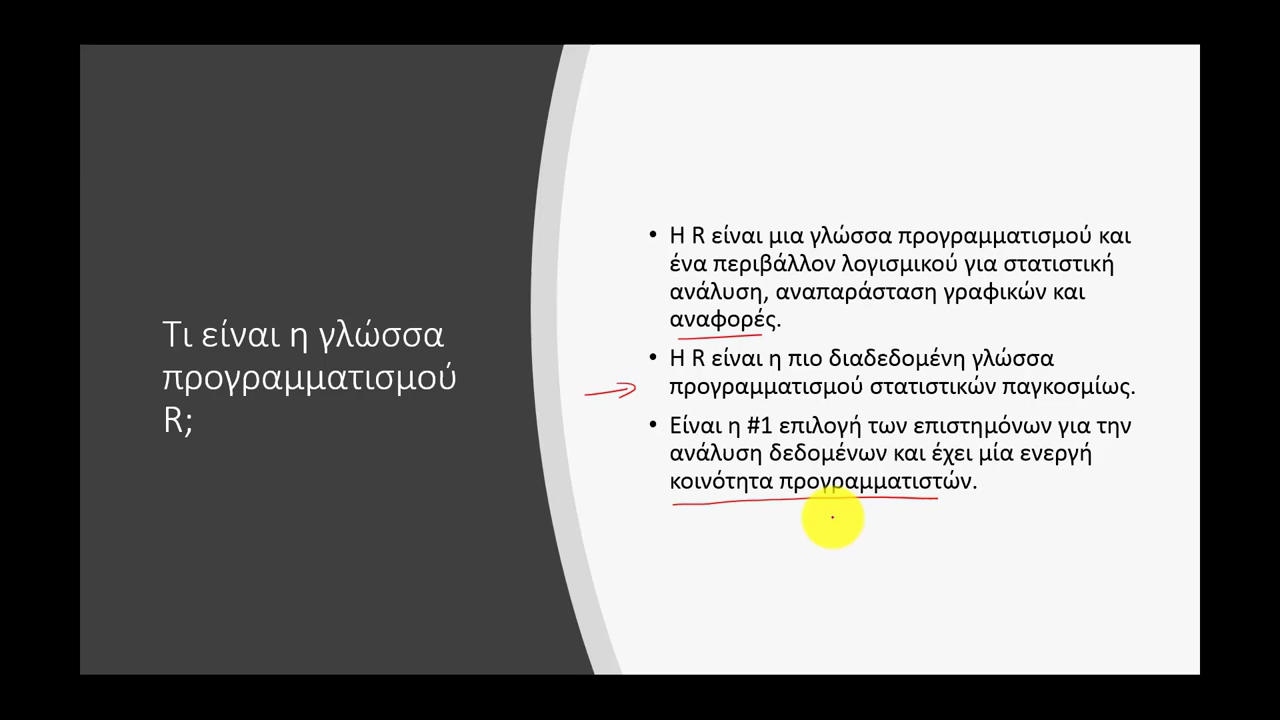 Τι είναι η γλώσσα
προγραμματισμού
R;
• Η R είναι μια γλώσσα προγραμματισμού και
ένα περιβάλλον λογισμικού για στατιστική
ανάλυση, αναπαράσταση γραφικών και
αναφορές.
• Η R είναι η πιο διαδεδομένη γλώσσα
προγραμματισμού στατιστικών παγκοσμίως.
• Είναι η #1 επιλογή των επιστημόνων για την
ανάλυση δεδομένων και έχει μία ενεργή
κοινότητα προγραμματιστών.